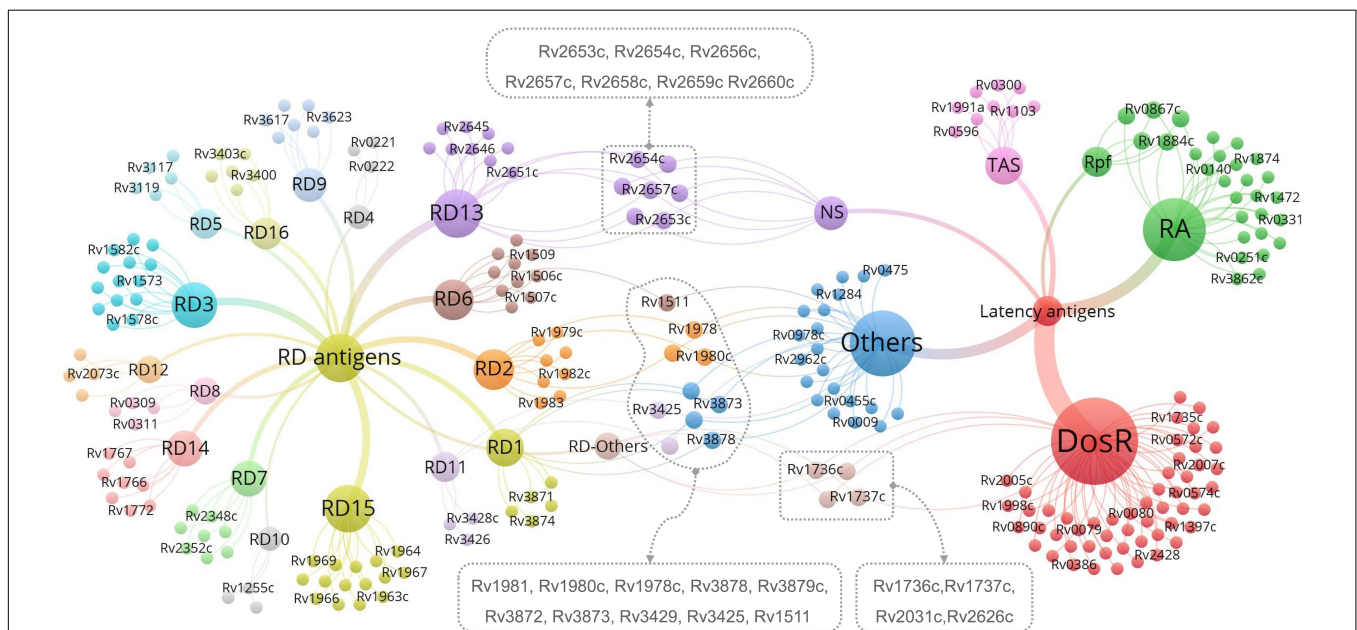 Rv2653c, Rv2654c, Rv2656c,
Rv2657c, Rv2658c, Rv2659c Rv2660c
Rv3617
Rv3623
Rv0221
Rv0222
Rv3403c
Rv3400
RD9
RD4
Rv3117
Rv3119
RD5
RD16
Rv2645
Rv2646
Rv2651c
RD13
Rv2654c
Rv2657c
Rv2653c
NS
Rv0300
Rv1991a
Rv1103
Rv0596
TAS
Rv0867c
Rv1884c
Rpf
Rv1874
Rv0140
Rv1472
Rv0331
Rv0251c
Rv3862c
RA
Rv1582c
Rv1573
Rv1578c
RD3
Rv1509
Rv1506c
Rv1507c
RD6
Rv1511
Rv1978
Rv1980c
Rv0475
Rv1284
Rv0978c
Rv2962c
Rv0455c
Rv0009
Others
Latency antigens
RD antigens
Rv1979c
Rv1982c
Rv1983
RD2
Rv2073c
RD12
RD8
Rv0309
Rv0311
Rv3425
Rv3873
Rv3878
RD14
Rv1767
Rv1766
Rv1772
RD7
Rv2348c
Rv2352c
RD10
Rv1255c
RD15
Rv1969
Rv1964
Rv1967
Rv1966
Rv1963c
RD11
Rv3428c
Rv3426
RD1
Rv3871
Rv3874
RD-Others
Rv1736c
Rv1737c
DosR
Rv1735c
Rv0572c
Rv2007c
Rv0574c
Rv1397c
Rv2428
Rv0080
Rv0079
Rv0386
Rv0890c
Rv1998c
Rv2005c
Rv1981, Rv1980c, Rv1978c, Rv3878, Rv3879c,
Rv3872, Rv3873, Rv3429, Rv3425, Rv1511
Rv1736c,Rv1737c,
Rv2031c,Rv2626c